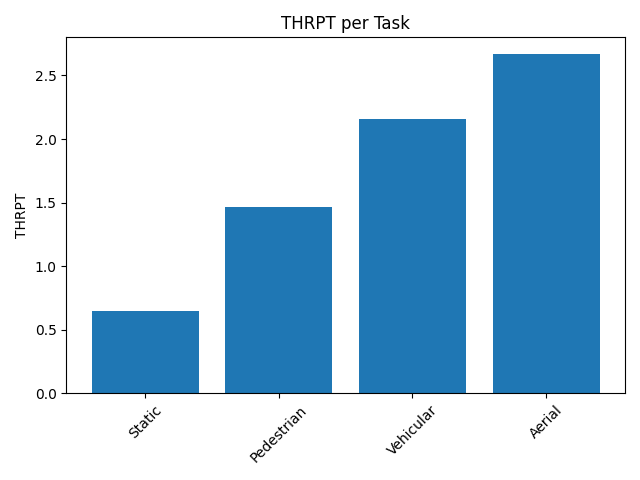 THRPT per Task
THRPT
2.5
2.0
1.5
1.0
0.5
0.0
Static
Pedestrian
Vehicular
Aerial